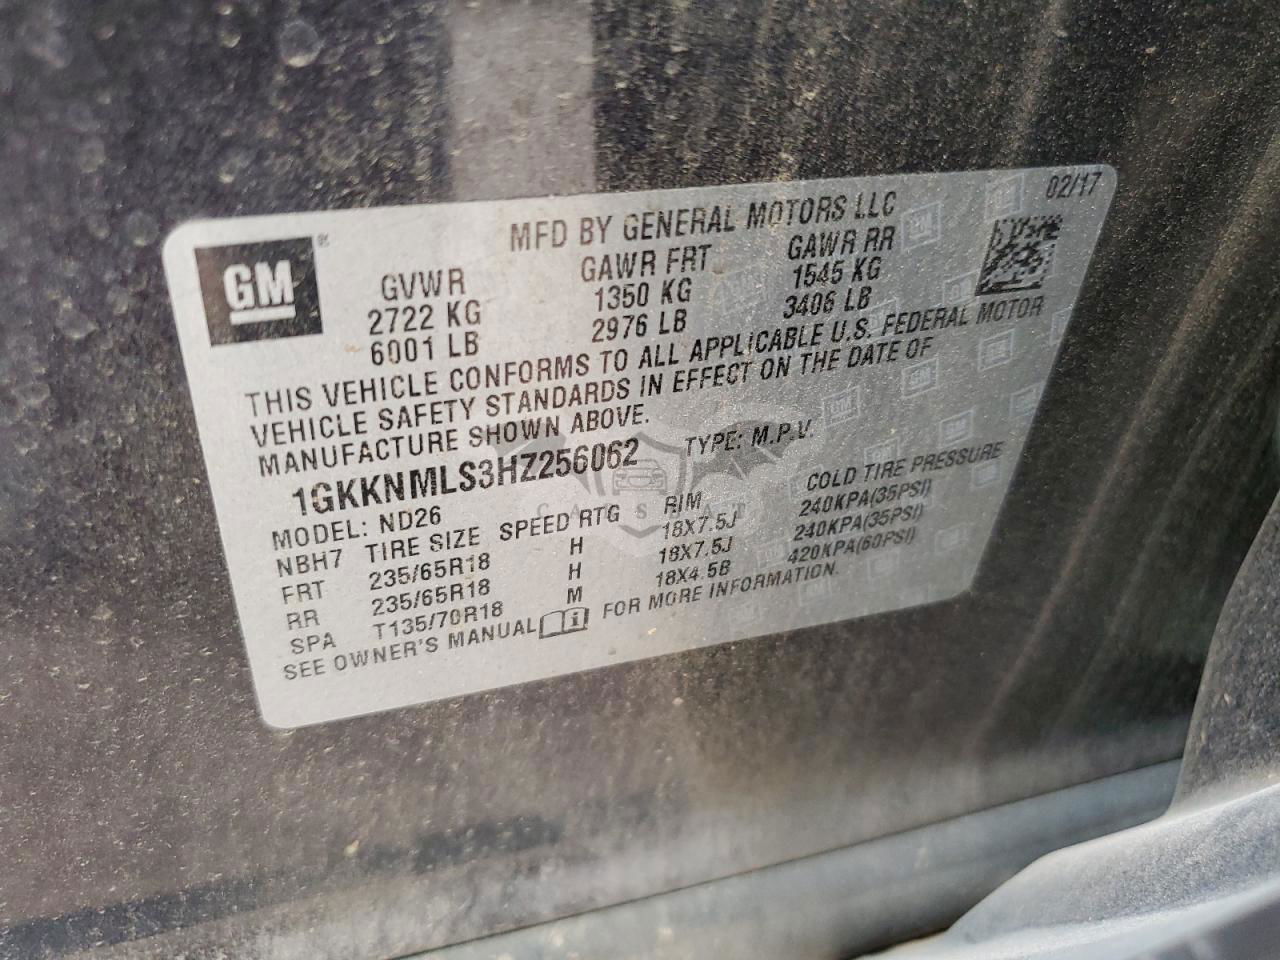 MFD BY GENERAL MOTORS LLC 02/17
GM
GVWR GAWR FRT GAWR RR
2722 KG 1350 KG 1545 KG
6001 LB 2976 LB 3406 LB
THIS VEHICLE CONFORMS TO ALL APPLICABLE U.S. FEDERAL MOTOR
VEHICLE SAFETY STANDARDS IN EFFECT ON THE DATE OF
MANUFACTURE SHOWN ABOVE.
1GKKNMLS3HZ256062 TYPE: M.P.V.
MODEL: ND26
NBH7 TIRE SIZE SPEED RTG RIM COLD TIRE PRESSURE
FRT 235/65R18 H 18X7.5J 240KPA(35PSI)
RR 235/65R18 H 18X7.5J 240KPA(35PSI)
SPA T135/70R18 M 18X4.5B 420KPA(60PSI)
SEE OWNER'S MANUAL FOR MORE INFORMATION.